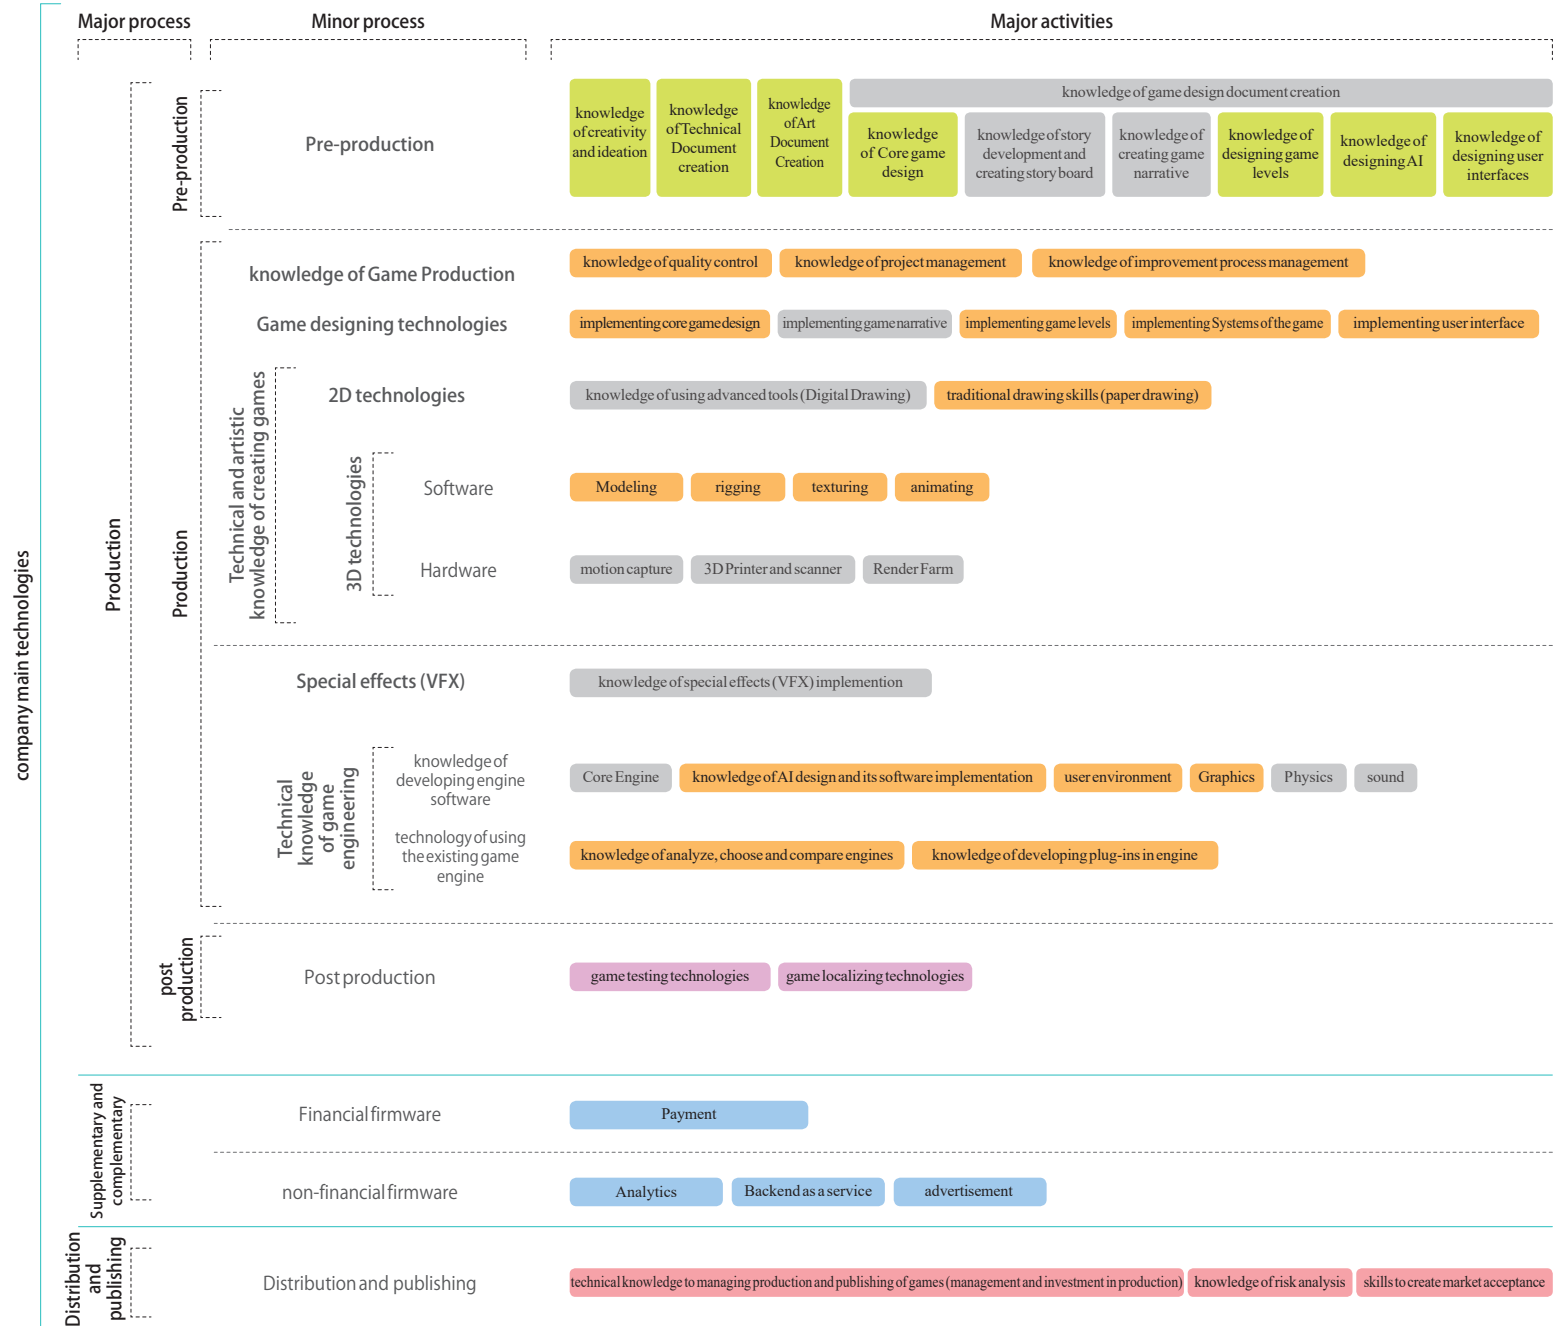 Major process
Minor process
Major activities
company main technologies
Production
Pre-production
Pre-production
knowledge
of creativity
and ideation
knowledge
of Technical
Document
creation
knowledge
of Art
Document
Creation
knowledge of game design document creation
knowledge
of Core game
design
knowledge of story
development and
creating story board
knowledge of
creating game
narrative
knowledge of
designing game
levels
knowledge of
designing AI
knowledge of
designing user
interfaces
Production
knowledge of Game Production
knowledge of quality control
knowledge of project management
knowledge of improvement process management
Game designing technologies
implementing core game design
implementing game narrative
implementing game levels
implementing Systems of the game
implementing user interface
Technical and artistic
knowledge of creating games
2D technologies
knowledge of using advanced tools (Digital Drawing)
traditional drawing skills (paper drawing)
3D technologies
Software
Modeling
rigging
texturing
animating
Hardware
motion capture
3D Printer and scanner
Render Farm
Special effects (VFX)
knowledge of special effects (VFX) implemention
Technical
knowledge
of game
engineering
knowledge of
developing engine
software
Core Engine
knowledge of AI design and its software implementation
user environment
Graphics
Physics
sound
technology of using
the existing game
engine
knowledge of analyze, choose and compare engines
knowledge of developing plug-ins in engine
post
production
Post production
game testing technologies
game localizing technologies
Supplementary and
complementary
Financial firmware
Payment
non-financial firmware
Analytics
Backend as a service
advertisement
Distribution
and
publishing
Distribution and publishing
technical knowledge to managing production and publishing of games (management and investment in production)
knowledge of risk analysis
skills to create market acceptance